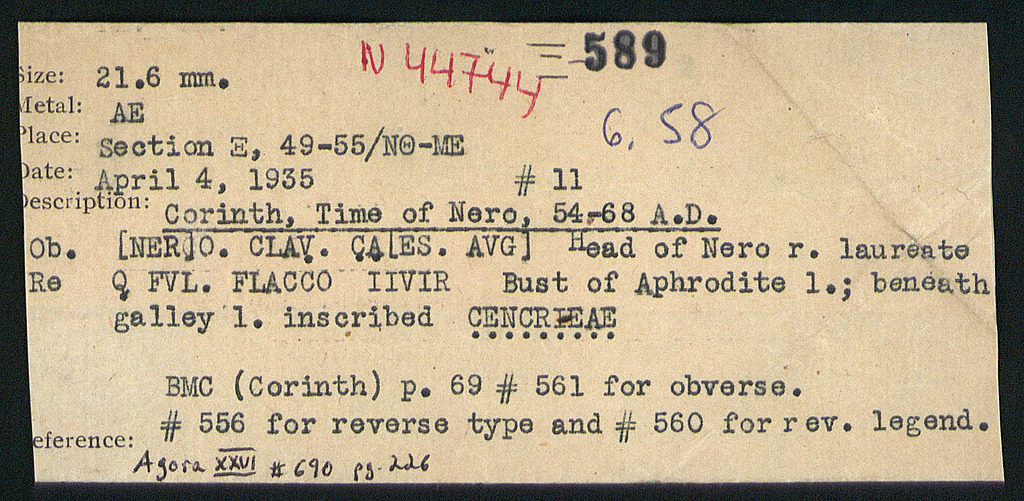 N 44744 = 589
Size: 21.6 mm.
Metal: AE
6.58
Place: Section Ξ, 49-55/ΝΘ-ΜΕ
Date: April 4, 1935 # 11
Description: Corinth, Time of Nero, 54-68 A.D.
Ob. [NER]O. CLAV. CA[ES. AVG] Head of Nero r. laureate
Re Q FVL. FLACCO IIVIR Bust of Aphrodite l.; beneath
galley l. inscribed CENCREAE
BMC (Corinth) p. 69 # 561 for obverse.
# 556 for reverse type and # 560 for rev. legend.
eference:
Agora XXVI #690 pg. 226